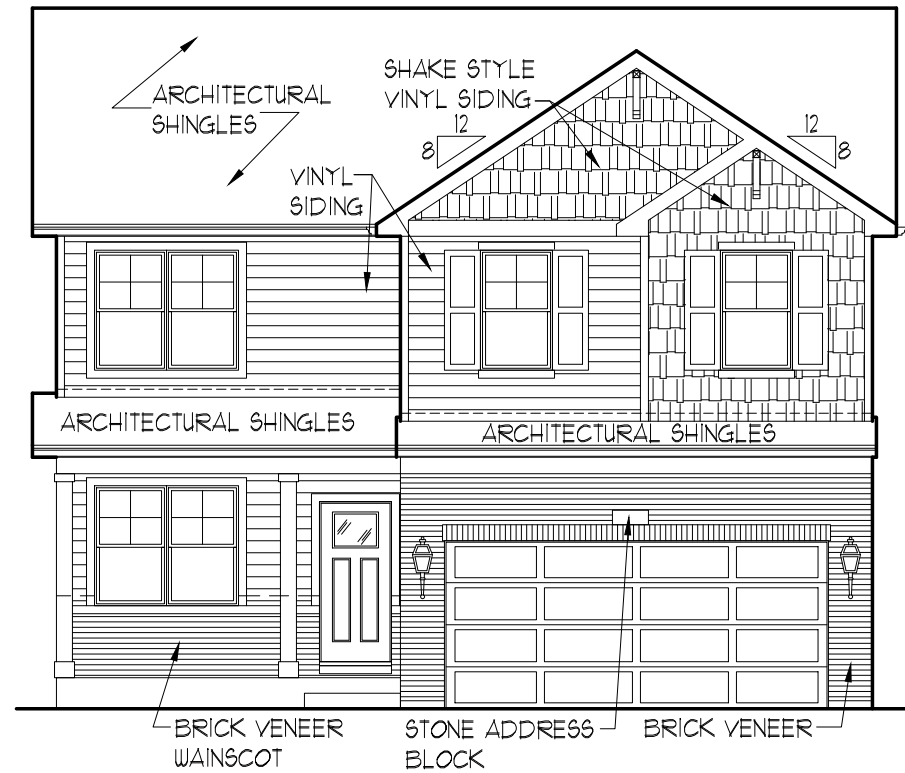 SHAKE STYLE
VINYL SIDING
ARCHITECTURAL
SHINGLES
12
8
12
8
VINYL
SIDING
ARCHITECTURAL SHINGLES
ARCHITECTURAL SHINGLES
BRICK VENEER
WAINSCOT
STONE ADDRESS
BLOCK
BRICK VENEER